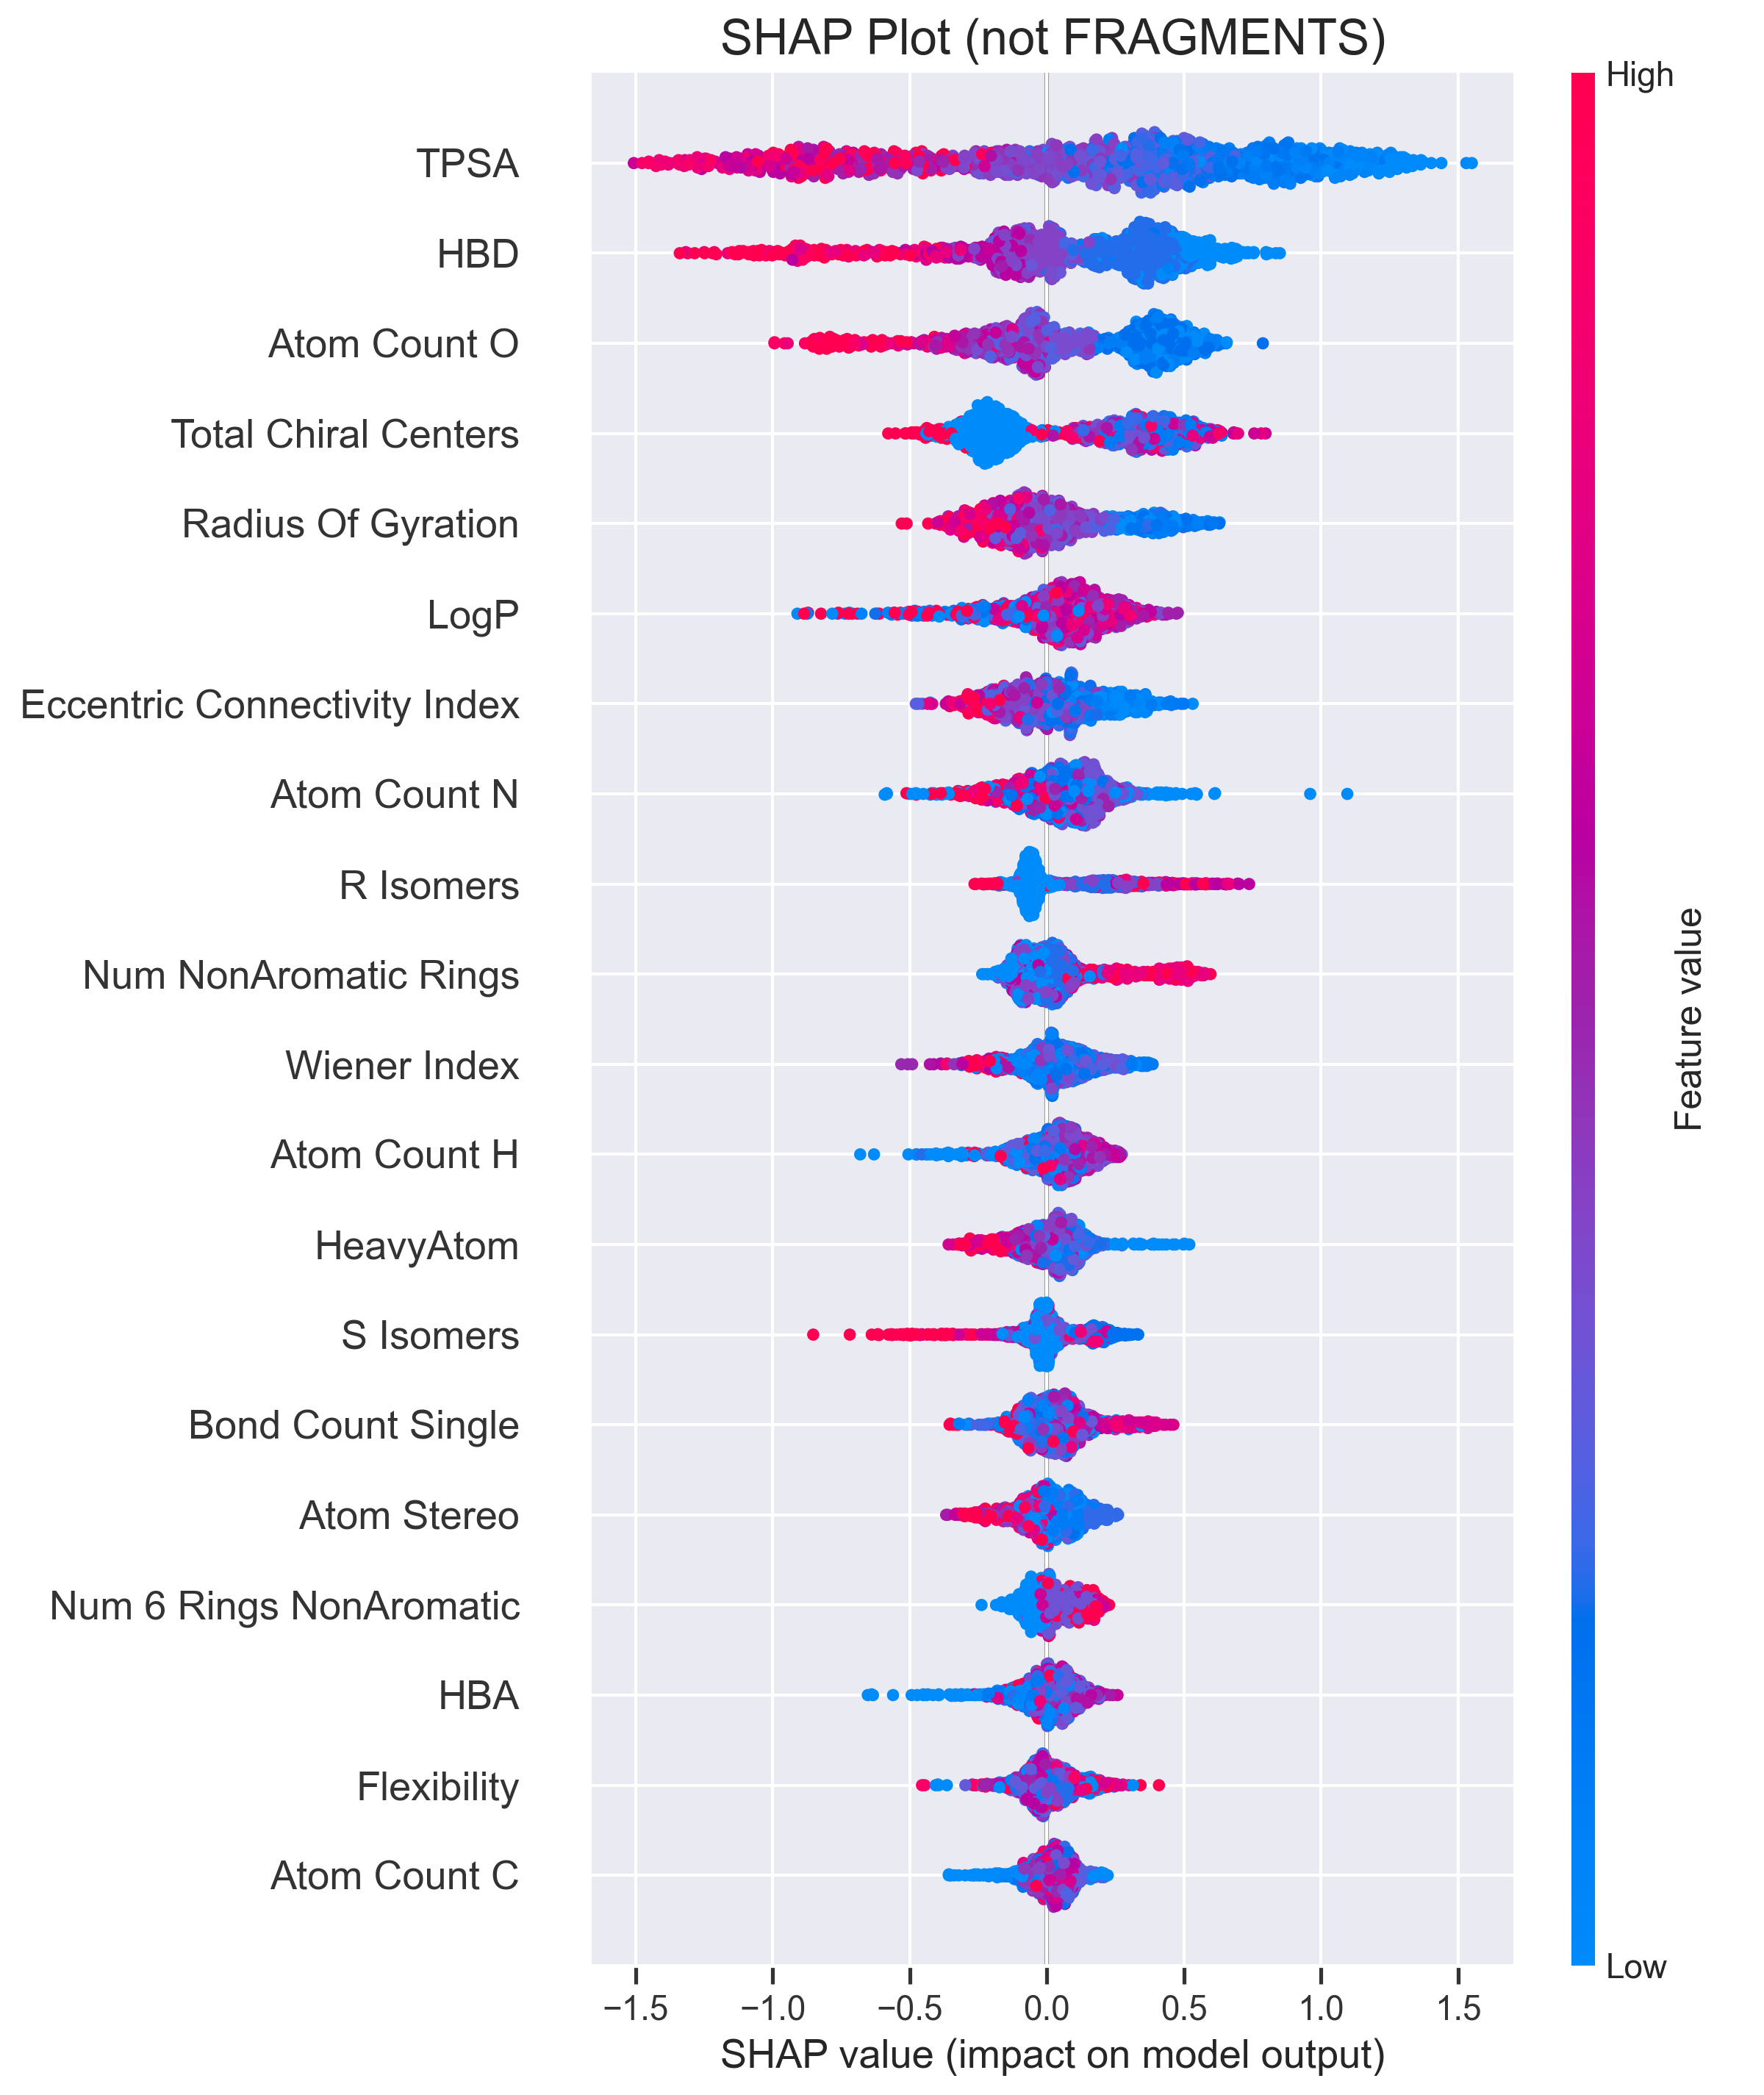 SHAP Plot (not FRAGMENTS)
High
TPSA
HBD
Atom Count O
Total Chiral Centers
Radius Of Gyration
LogP
Eccentric Connectivity Index
Atom Count N
R Isomers
Num NonAromatic Rings
Wiener Index
Atom Count H
HeavyAtom
S Isomers
Bond Count Single
Atom Stereo
Num 6 Rings NonAromatic
HBA
Flexibility
Atom Count C
Feature value
Low
−1.5 −1.0 −0.5 0.0 0.5 1.0 1.5
SHAP value (impact on model output)